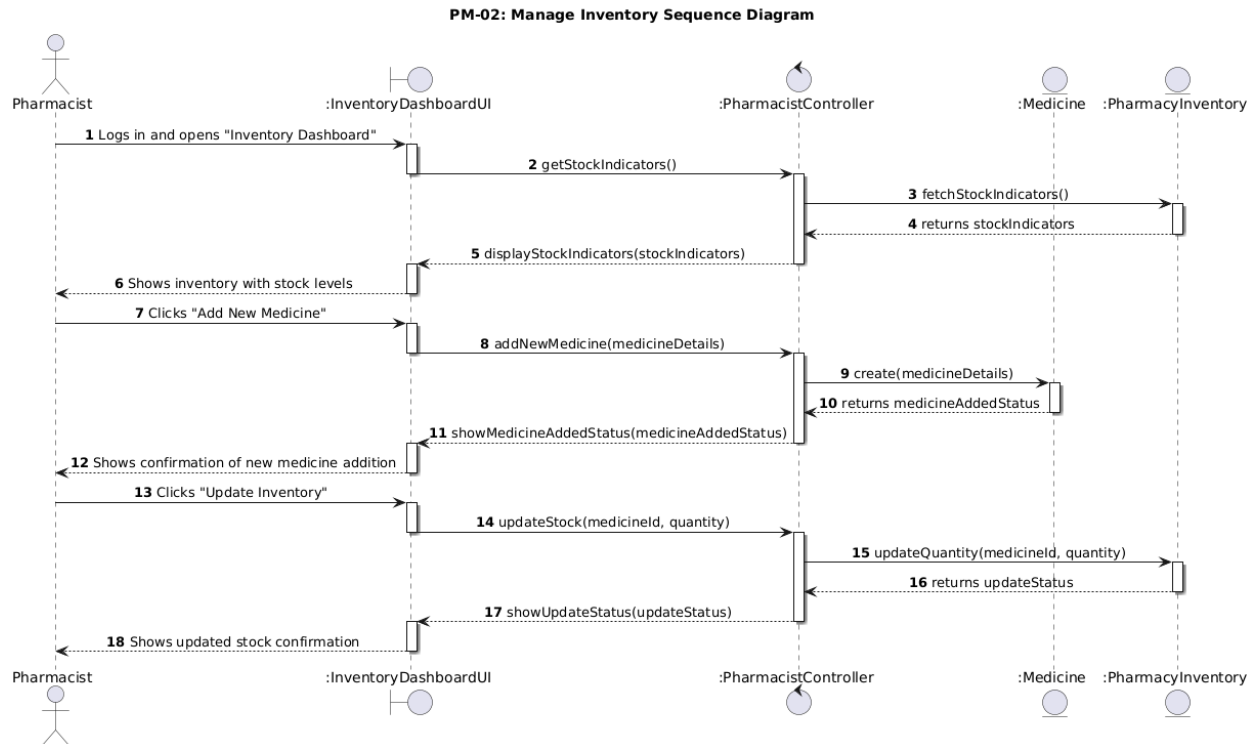 PM-02: Manage Inventory Sequence Diagram
Pharmacist
:InventoryDashboardUI
:PharmacistController
:Medicine
:PharmacyInventory
1 Logs in and opens "Inventory Dashboard"
2 getStockIndicators()
3 fetchStockIndicators()
4 returns stockIndicators
5 displayStockIndicators(stockIndicators)
6 Shows inventory with stock levels
7 Clicks "Add New Medicine"
8 addNewMedicine(medicineDetails)
9 create(medicineDetails)
10 returns medicineAddedStatus
11 showMedicineAddedStatus(medicineAddedStatus)
12 Shows confirmation of new medicine addition
13 Clicks "Update Inventory"
14 updateStock(medicineId, quantity)
15 updateQuantity(medicineId, quantity)
16 returns updateStatus
17 showUpdateStatus(updateStatus)
18 Shows updated stock confirmation
Pharmacist
:InventoryDashboardUI
:PharmacistController
:Medicine
:PharmacyInventory